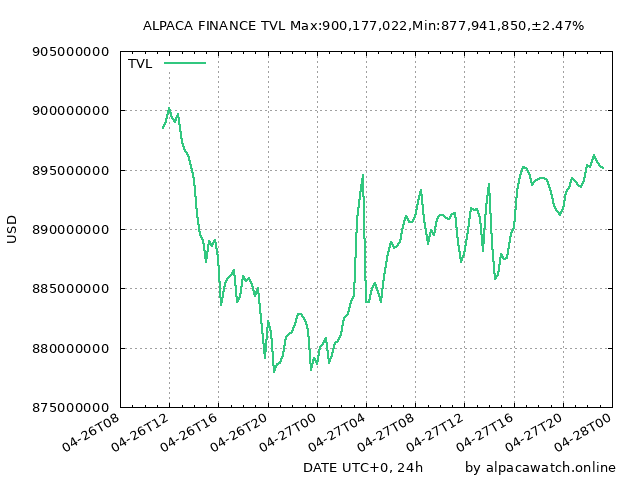 ALPACA FINANCE TVL Max:900,177,022,Min:877,941,850,±2.47%
905000000
TVL
900000000
895000000
890000000
USD
885000000
880000000
875000000
04-26T08
04-26T12
04-26T16
04-26T20
04-27T00
04-27T04
04-27T08
04-27T12
04-27T16
04-27T20
04-28T00
DATE UTC+0, 24h
by alpacawatch.online